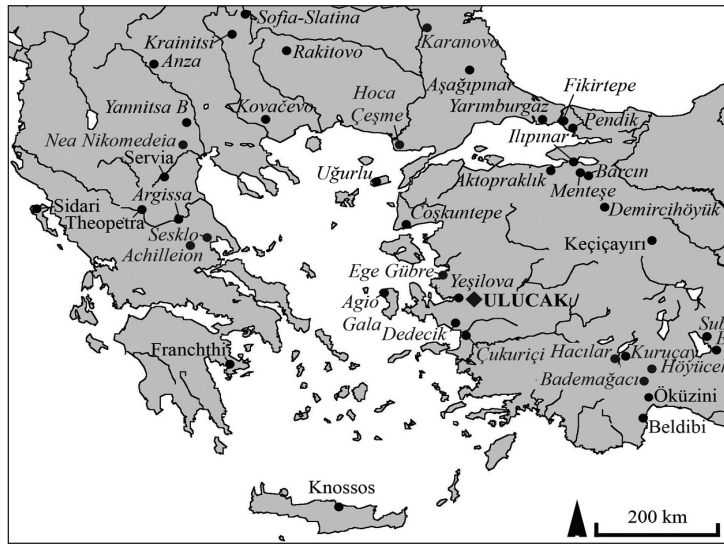 Sofia-Slatina
Krainitsi
Anza
Rakitovo
Karanovo
Aşağıpınar
Yarımburgaz
Fikirtepe
Pendik
Yannitsa B
Kovačevo
Hoca
Çeşme
Nea Nikomedeia
Servia
Ilıpınar
Uğurlu
Aktopraklık
Barcın
Menteşe
Argissa
Sidari
Theopetra
Coşkuntepe
Demircihöyük
Sesklo
Achilleion
Keçiçayırı
Ege Gübre
Yeşilova
Agio
Gala
ULUCAK
Dedecik
Çukuriçi
Hacılar
Kuruçay
Höyücek
Bademağacı
Franchthi
Öküzini
Beldibi
Knossos
200 km